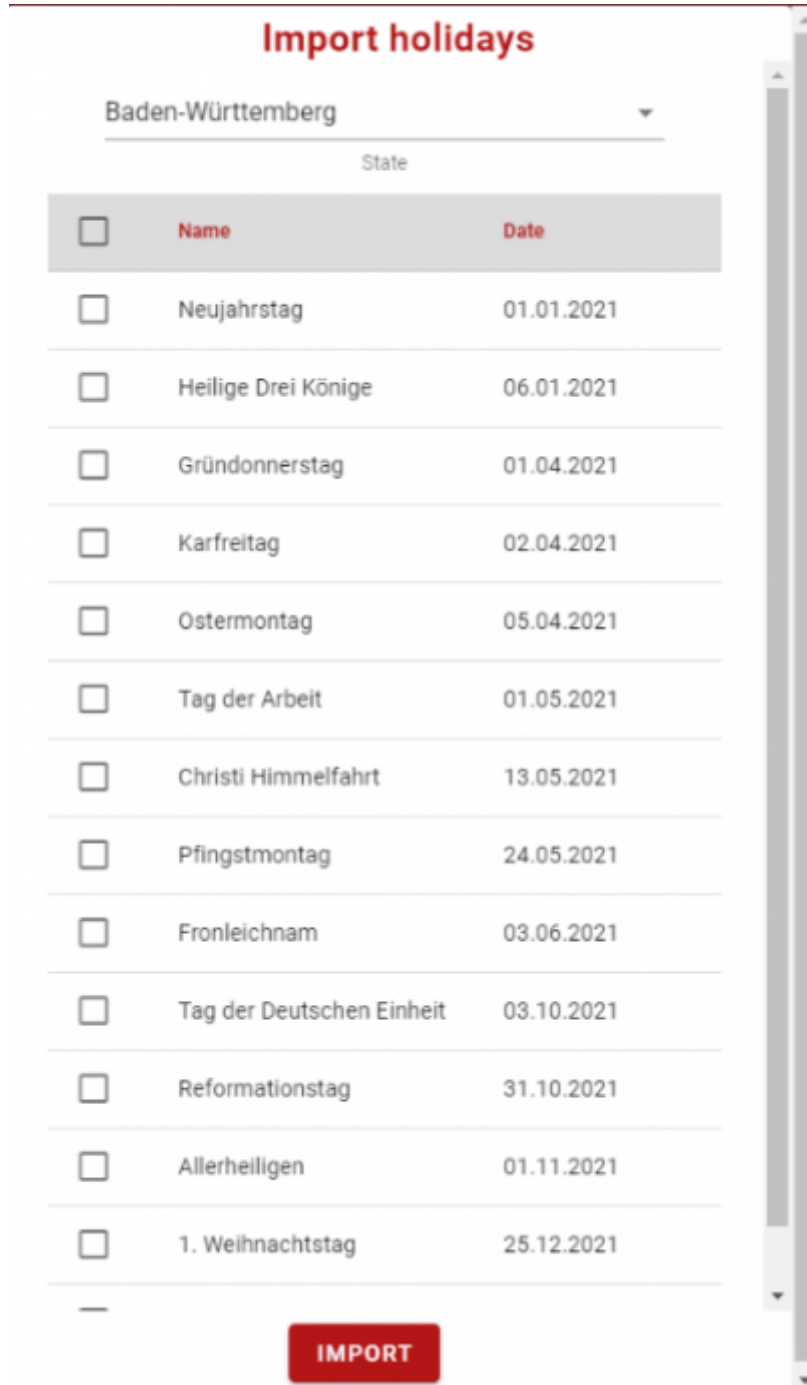 Import holidays
Baden-Württemberg
State
Name Date
Neujahrstag 01.01.2021
Heilige Drei Könige 06.01.2021
Gründonnerstag 01.04.2021
Karfreitag 02.04.2021
Ostermontag 05.04.2021
Tag der Arbeit 01.05.2021
Christi Himmelfahrt 13.05.2021
Pfingstmontag 24.05.2021
Fronleichnam 03.06.2021
Tag der Deutschen Einheit 03.10.2021
Reformationstag 31.10.2021
Allerheiligen 01.11.2021
1. Weihnachtstag 25.12.2021
IMPORT